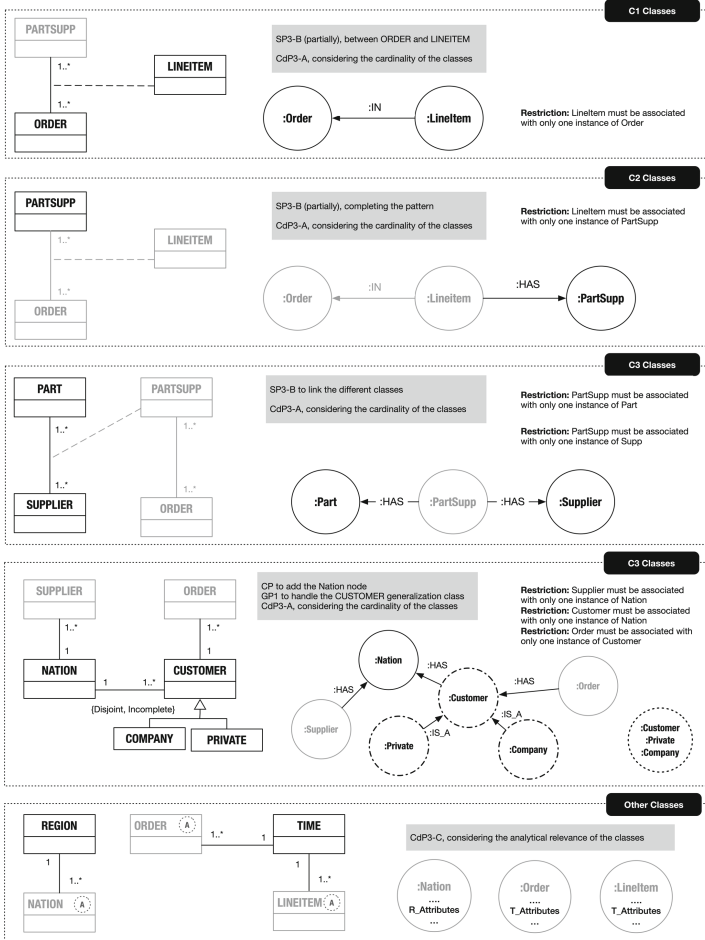 C1 Classes
PARTSUPP
1..*
1..*
ORDER
LINEITEM
SP3-B (partially), between ORDER and LINEITEM
CdP3-A, considering the cardinality of the classes
:Order
:IN
:LineItem
Restriction: LineItem must be associated
with only one instance of Order
C2 Classes
PARTSUPP
1..*
1..*
ORDER
LINEITEM
SP3-B (partially), completing the pattern
CdP3-A, considering the cardinality of the classes
Restriction: LineItem must be associated
with only one instance of PartSupp
:Order
:IN
:Lineitem
:HAS
:PartSupp
C3 Classes
PART
1..*
1..*
SUPPLIER
PARTSUPP
1..*
1..*
ORDER
SP3-B to link the different classes
CdP3-A, considering the cardinality of the classes
Restriction: PartSupp must be associated
with only one instance of Part
Restriction: PartSupp must be associated
with only one instance of Supp
:Part
:HAS
:PartSupp
:HAS
:Supplier
C3 Classes
SUPPLIER
1..*
1
NATION
ORDER
1..*
1
CUSTOMER
1
1..*
{Disjoint, Incomplete}
COMPANY
PRIVATE
CP to add the Nation node
GP1 to handle the CUSTOMER generalization class
CdP3-A, considering the cardinality of the classes
Restriction: Supplier must be associated
with only one instance of Nation
Restriction: Customer must be associated
with only one instance of Nation
Restriction: Order must be associated with
only one instance of Customer
:Nation
:HAS
:HAS
:Customer
:HAS
:Order
:Supplier
:Private
:IS_A
:IS_A
:Company
:Customer
:Private
:Company
Other Classes
REGION
1
1..*
NATION
A
ORDER
A
1..*
1
TIME
1
1..*
LINEITEM
A
CdP3-C, considering the analytical relevance of the classes
:Nation
....
R_Attributes
...
:Order
....
T_Attributes
...
:LineItem
....
T_Attributes
...